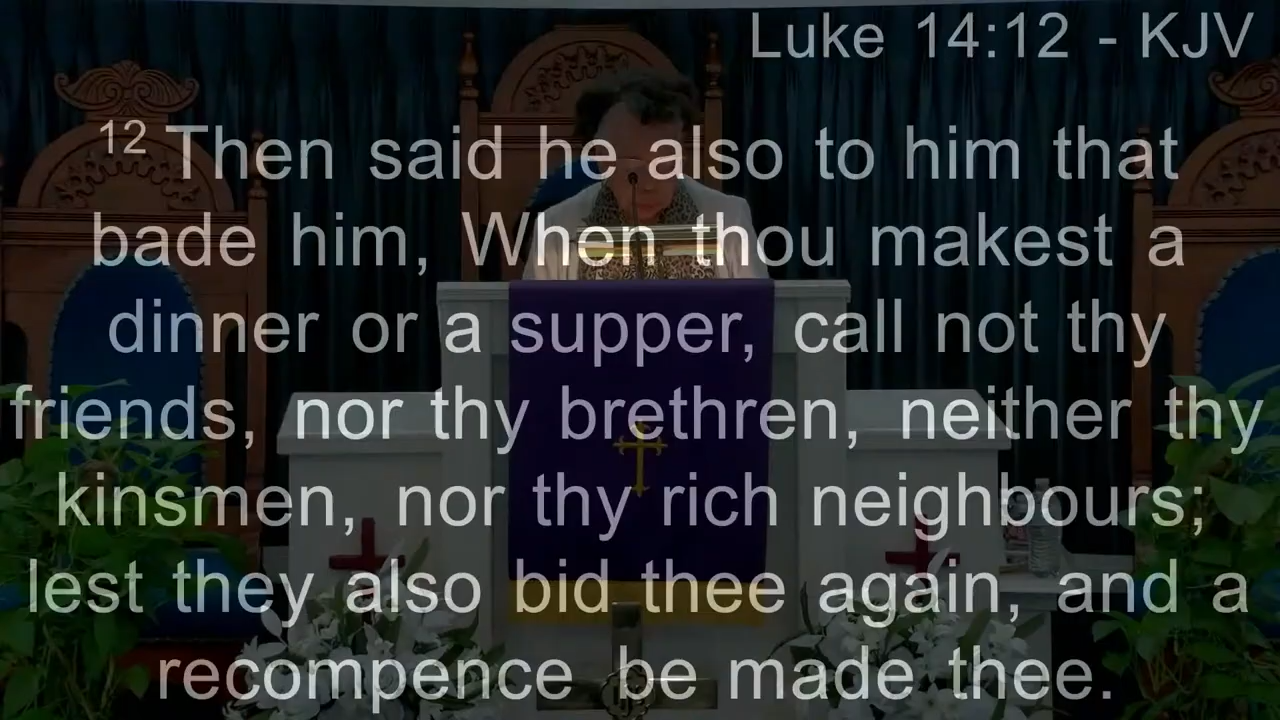 Luke 14:12 - KJV
12 Then said he also to him that
bade him, When thou makest a
dinner or a supper, call not thy
friends, nor thy brethren, neither thy
kinsmen, nor thy rich neighbours;
lest they also bid thee again, and a
recompence be made thee.